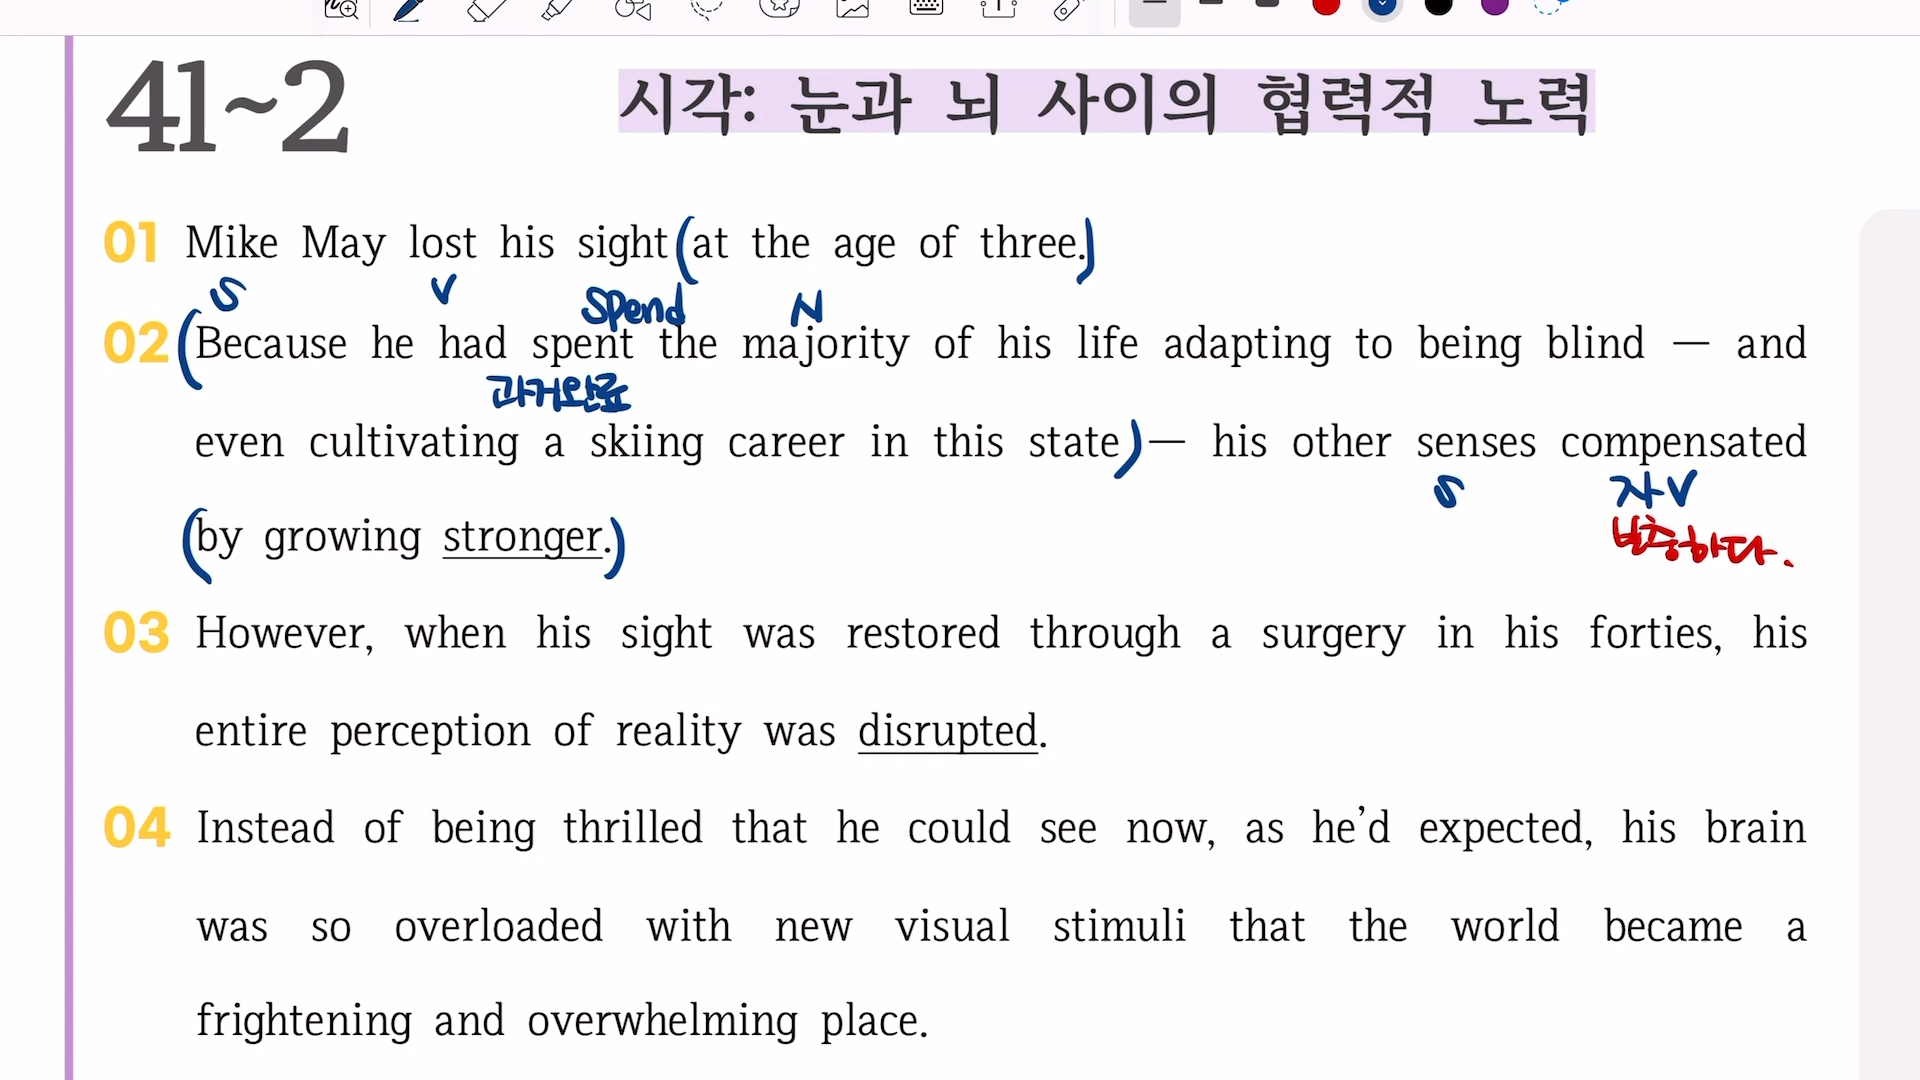 41~2 시각: 눈과 뇌 사이의 협력적 노력
01 Mike May lost his sight (at the age of three.)
S V spend N
02 (Because he had spent the majority of his life adapting to being blind — and
과거완료
even cultivating a skiing career in this state) — his other senses compensated
S 자V
(by growing stronger.) 보충하다.
03 However, when his sight was restored through a surgery in his forties, his
entire perception of reality was disrupted.
04 Instead of being thrilled that he could see now, as he'd expected, his brain
was so overloaded with new visual stimuli that the world became a
frightening and overwhelming place.